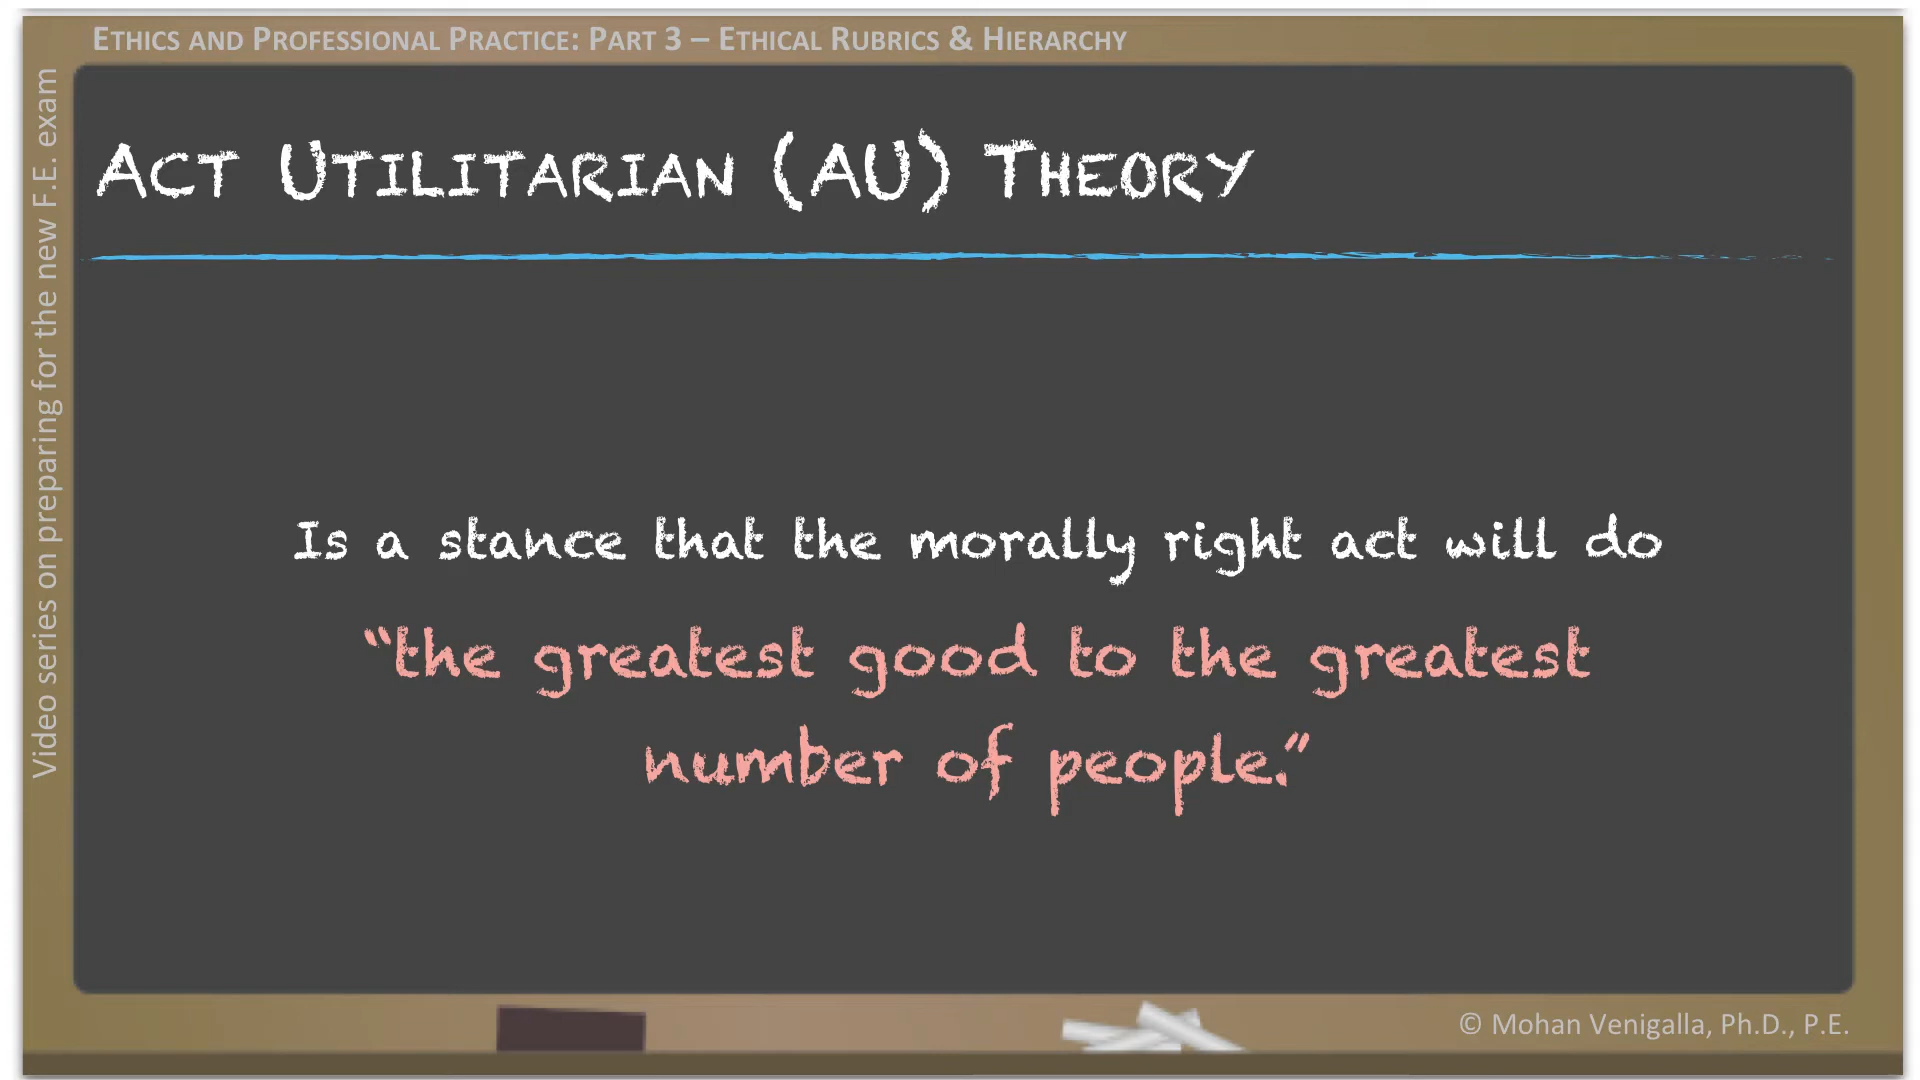 Ethics and Professional Practice: Part 3 – Ethical Rubrics & Hierarchy
Video series on preparing for the new F.E. exam
Act Utilitarian (AU) Theory
Is a stance that the morally right act will do
“the greatest good to the greatest
number of people.”
© Mohan Venigalla, Ph.D., P.E.